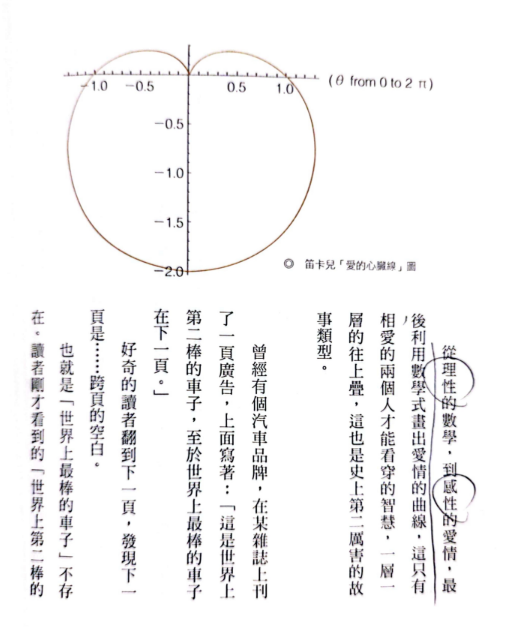 -1.0 -0.5 0.5 1.0 (θ from 0 to 2 π)
-0.5
-1.0
-1.5
-2.0
◎ 笛卡兒「愛的心臟線」圖
從理性的數學，到感性的愛情，最
後利用數學式畫出愛情的曲線，這只有
相愛的兩個人才能看穿的智慧，一層一
層的往上疊，這也是史上第二厲害的故
事類型。
曾經有個汽車品牌，在某雜誌上刊
了一頁廣告，上面寫著：「這是世界上
第二棒的車子，至於世界上最棒的車子
在下一頁。」
好奇的讀者翻到下一頁，發現下一
頁是……跨頁的空白。
也就是「世界上最棒的車子」不存
在。讀者剛才看到的「世界上第二棒的